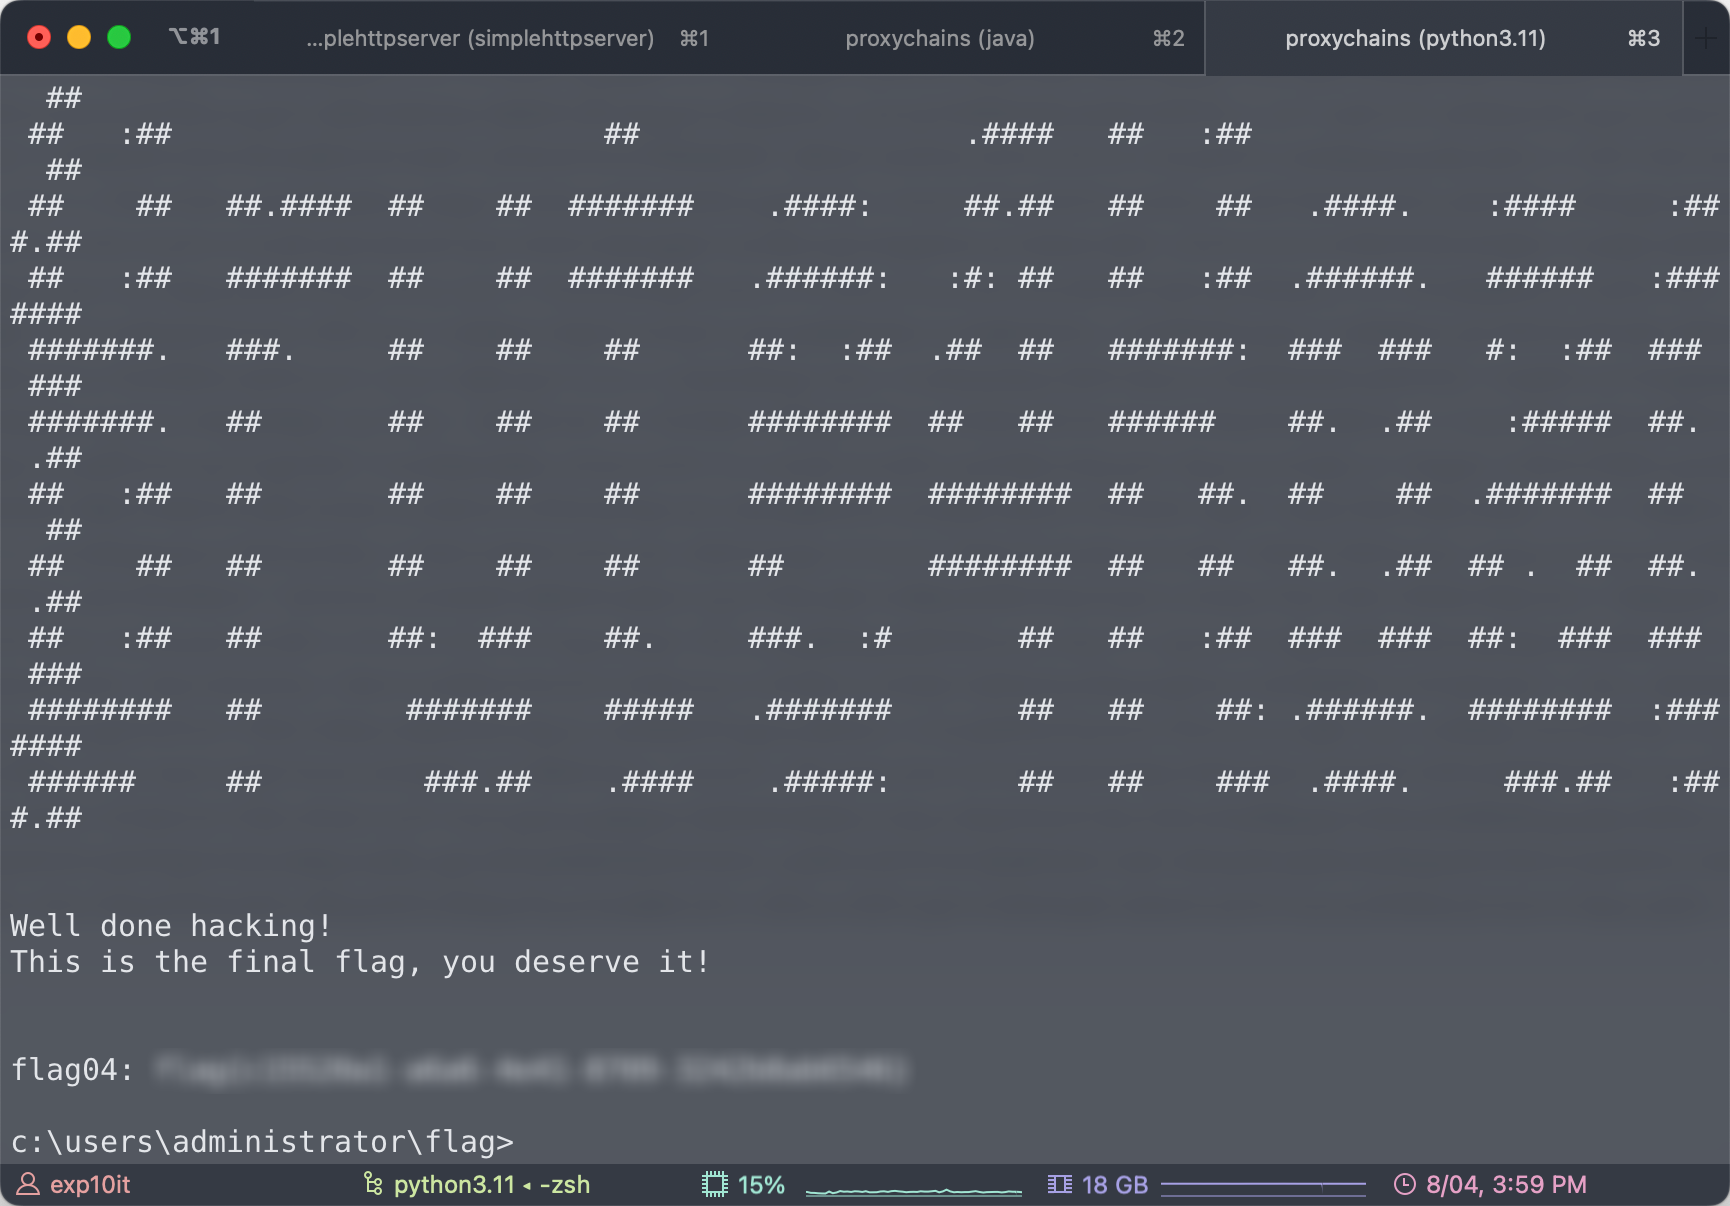 ⌥⌘1 ...plehttpserver (simplehttpserver) ⌘1 proxychains (java) ⌘2 proxychains (python3.11) ⌘3
   ##
 ##   :##                        ##                  .####   ##   :##
  ##
 ##    ##   ##.####  ##    ##  #######    .####:     ##.##   ##    ##   .####.    :####     :##
#.##
 ##   :##   #######  ##    ##  #######   .######:   :#: ##   ##   :##  .######.   ######   :###
####
 #######.   ###.     ##    ##    ##      ##:  :##  .##  ##   #######:  ###  ###   #:  :##  ###
 ###
 #######.   ##       ##    ##    ##      ########  ##   ##   ######    ##.  .##    :#####  ##.
 .##
 ##   :##   ##       ##    ##    ##      ########  ########  ##   ##.  ##    ##  .#######  ##
  ##
 ##    ##   ##       ##    ##    ##      ##        ########  ##   ##   ##.  .##  ## .  ##  ##.
 .##
 ##   :##   ##       ##:  ###    ##.     ###.  :#       ##   ##   :##  ###  ###  ##:  ###  ###
 ###
 ########   ##        #######    #####   .#######       ##   ##    ##: .######.  ########  :###
####
 ######     ##         ###.##    .####    .#####:       ##   ##    ###  .####.     ###.##   :##
#.##
Well done hacking!
This is the final flag, you deserve it!
flag04:
c:\users\administrator\flag>
exp10it python3.11 ◂ -zsh 15% 18 GB 8/04, 3:59 PM